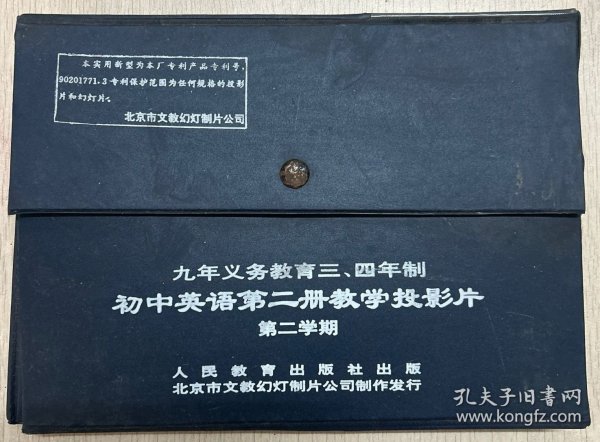 本实用新型为本厂专利产品专利号，
90201771.3专利保护范围为任何规格的投影
片和幻灯片。
北京市文教幻灯制片公司
九年义务教育三、四年制
初中英语第二册教学投影片
第二学期
人民教育出版社出版
北京市文教幻灯制片公司制作发行
孔夫子旧书网
www.kongfz.com